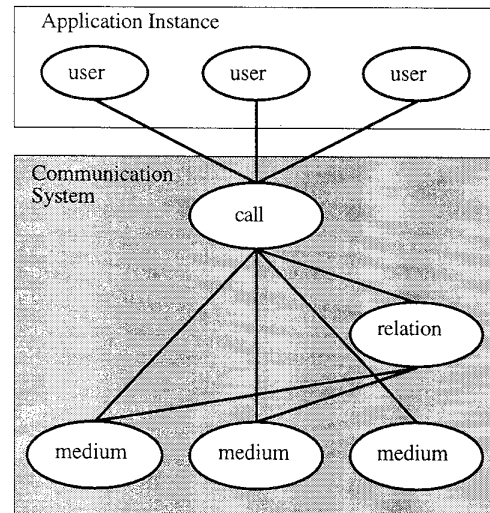 Application Instance
user user user
Communication
System
call
relation
medium medium medium